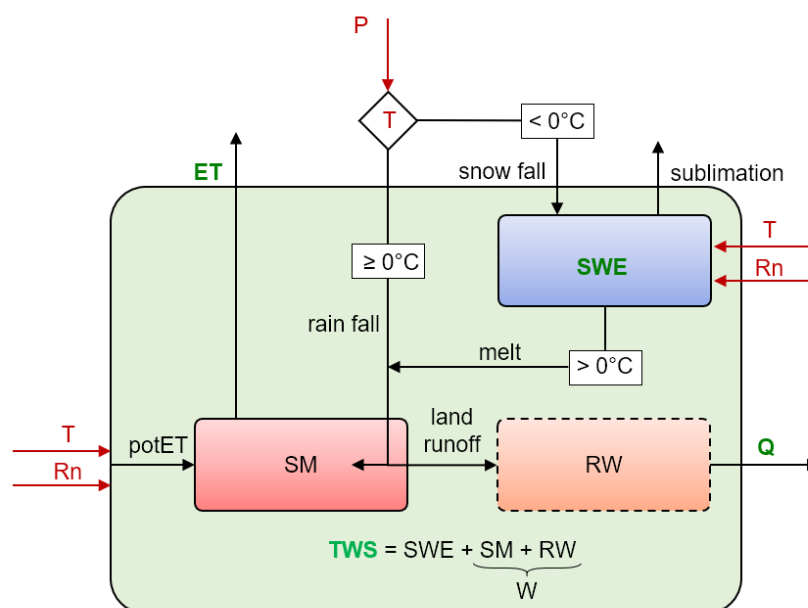 P
T
< 0°C
ET
snow fall
sublimation
T
≥ 0°C
SWE
Rn
rain fall
melt
> 0°C
land
runoff
T
potET
SM
RW
Q
Rn
TWS = SWE + SM + RW
W